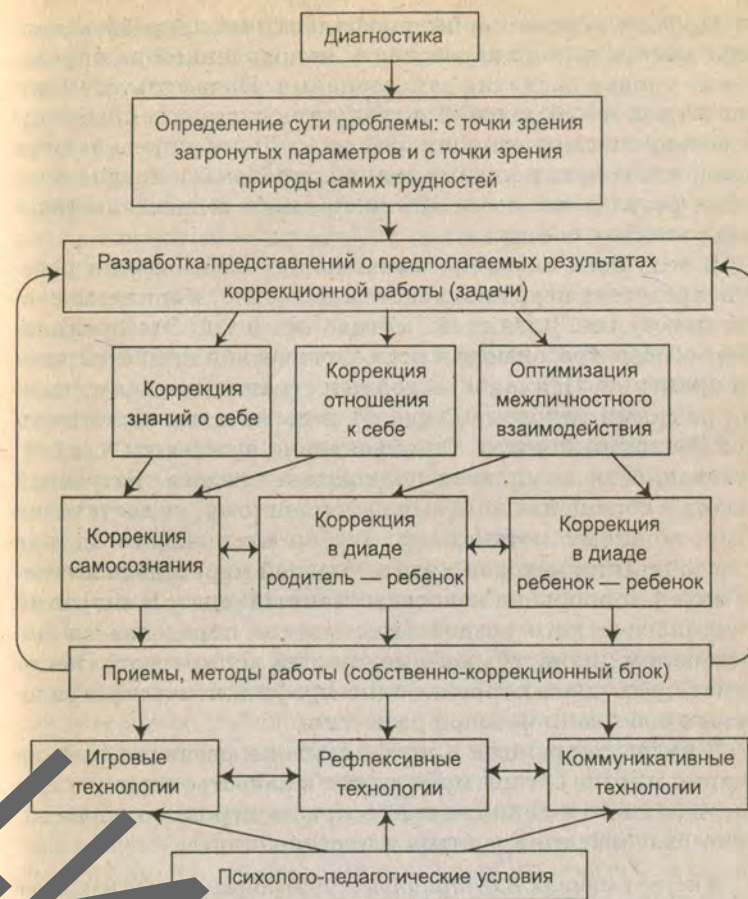 Диагностика
Определение сути проблемы: с точки зрения
затронутых параметров и с точки зрения
природы самих трудностей
Разработка представлений о предполагаемых результатах
коррекционной работы (задачи)
Коррекция
знаний о себе
Коррекция
отношения
к себе
Оптимизация
межличностного
взаимодействия
Коррекция
самосознания
Коррекция
в диаде
родитель — ребенок
Коррекция
в диаде
ребенок — ребенок
Приемы, методы работы (собственно-коррекционный блок)
Игровые
технологии
Рефлексивные
технологии
Коммуникативные
технологии
Психолого-педагогические условия